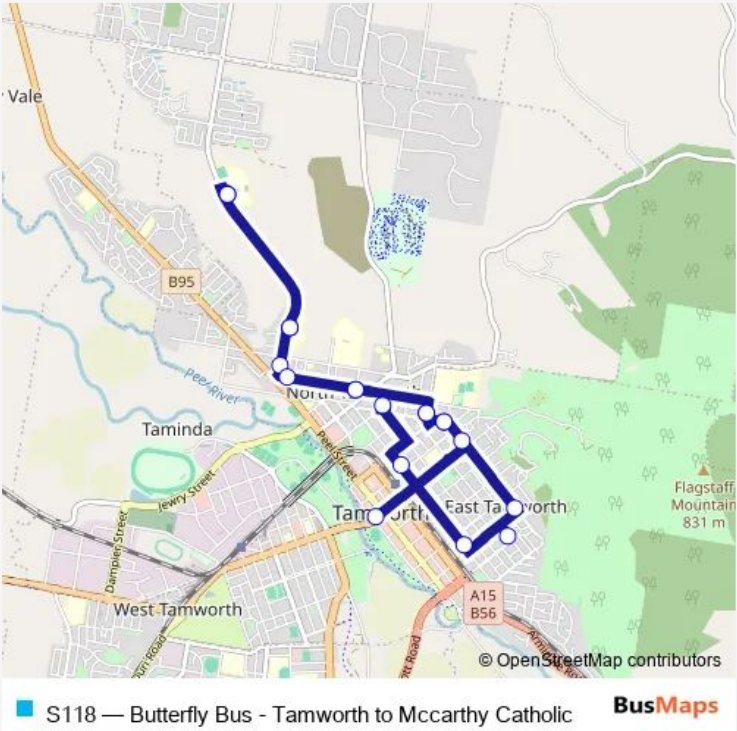 Vale
B95
Peel River
North
Taminda
Peel Street
Jewry Street
Tamworth
East Tamworth
Dampier Street
Flagstaff
Mountain
831 m
West Tamworth
A15
B56
© OpenStreetMap contributors
S118 — Butterfly Bus - Tamworth to Mccarthy Catholic
BusMaps